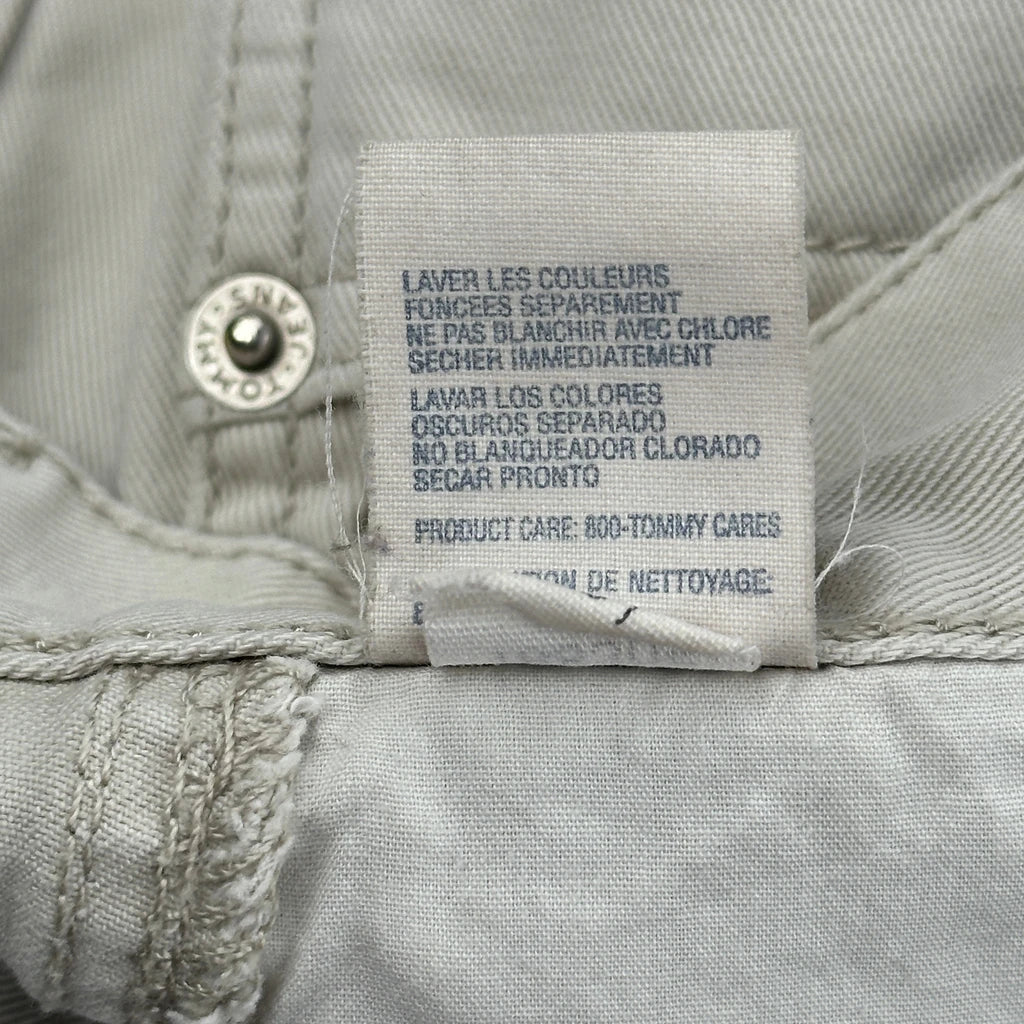 TOMMY JEANS
LAVER LES COULEURS
FONCEES SEPAREMENT
NE PAS BLANCHIR AVEC CHLORE
SECHER IMMEDIATEMENT
LAVAR LOS COLORES
OSCUROS SEPARADO
NO BLANQUEADOR CLORADO
SECAR PRONTO
PRODUCT CARE: 800-TOMMY CARES
DE NETTOYAGE: